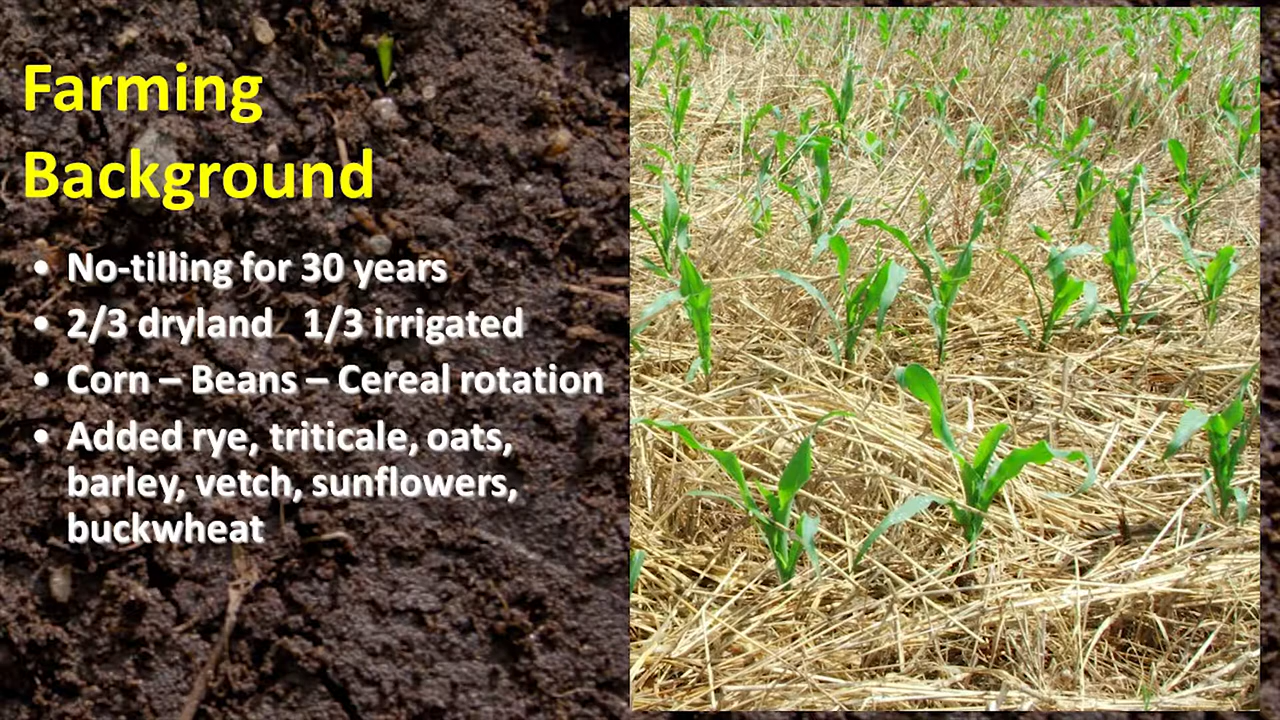 Farming
Background
• No-tilling for 30 years
• 2/3 dryland   1/3 irrigated
• Corn – Beans – Cereal rotation
• Added rye, triticale, oats,
barley, vetch, sunflowers,
buckwheat